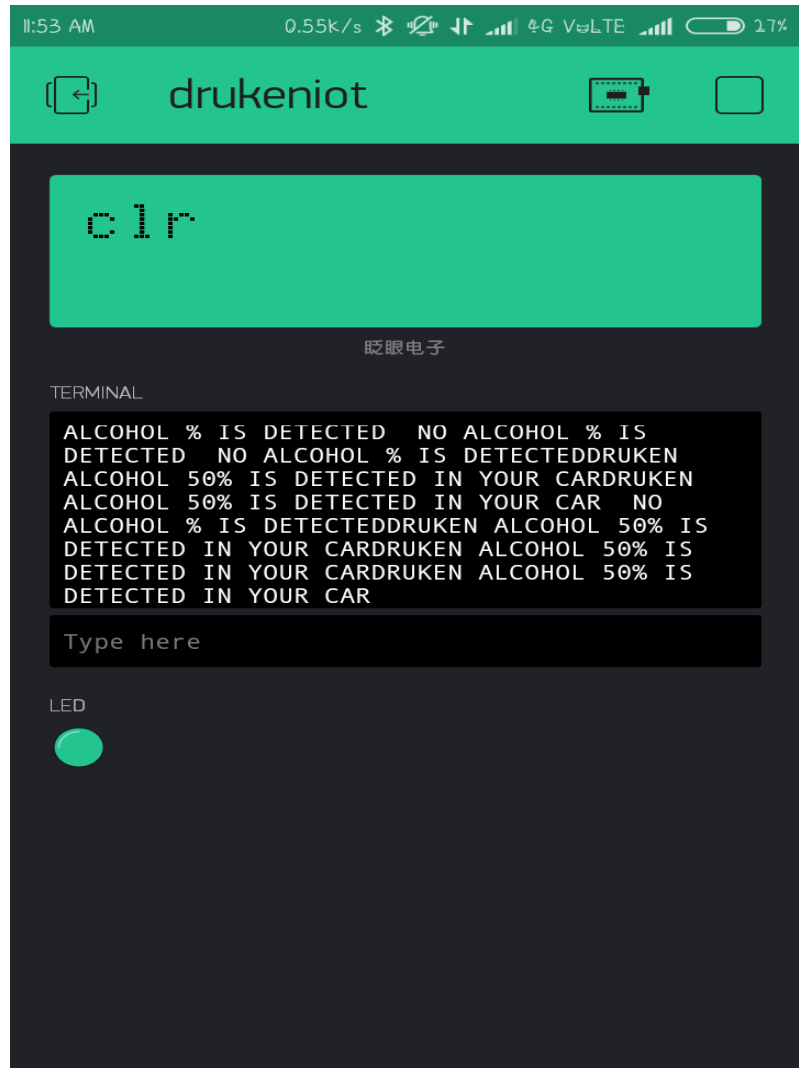 11:53 AM 0.55K/s 4G VoLTE 27%
drukeniot
clr
眨眼电子
TERMINAL
ALCOHOL % IS DETECTED  NO ALCOHOL % IS
DETECTED  NO ALCOHOL % IS DETECTEDDRUKEN
ALCOHOL 50% IS DETECTED IN YOUR CARDRUKEN
ALCOHOL 50% IS DETECTED IN YOUR CAR  NO
ALCOHOL % IS DETECTEDDRUKEN ALCOHOL 50% IS
DETECTED IN YOUR CARDRUKEN ALCOHOL 50% IS
DETECTED IN YOUR CARDRUKEN ALCOHOL 50% IS
DETECTED IN YOUR CAR
Type here
LED